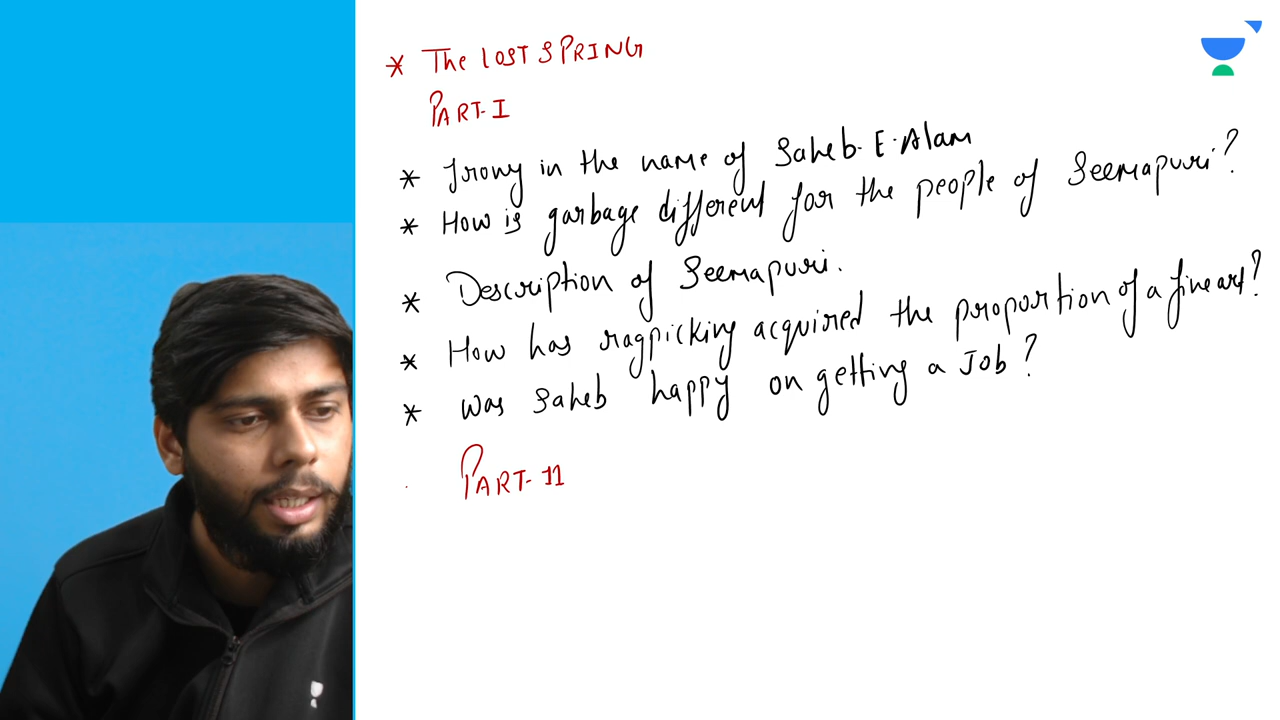 * The LOST SPRING
PART-I
* Irony in the name of Saheb-E-Alam
* How is garbage different for the people of Seemapuri?
* Description of Seemapuri.
* How has ragpicking acquired the proportion of a fine art?
* Was Saheb happy on getting a Job?
PART-II